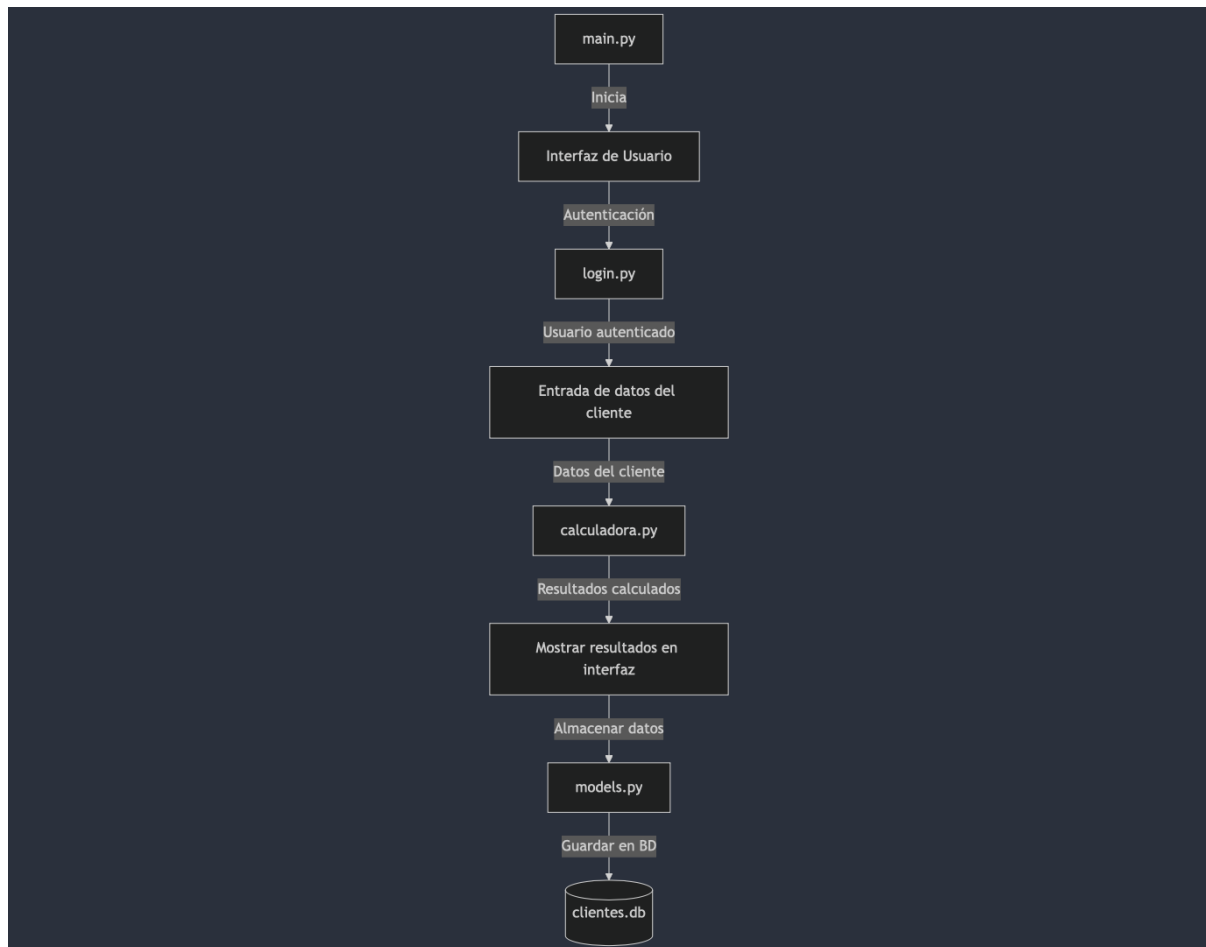 main.py
Inicia
Interfaz de Usuario
Autenticación
login.py
Usuario autenticado
Entrada de datos del
cliente
Datos del cliente
calculadora.py
Resultados calculados
Mostrar resultados en
interfaz
Almacenar datos
models.py
Guardar en BD
clientes.db